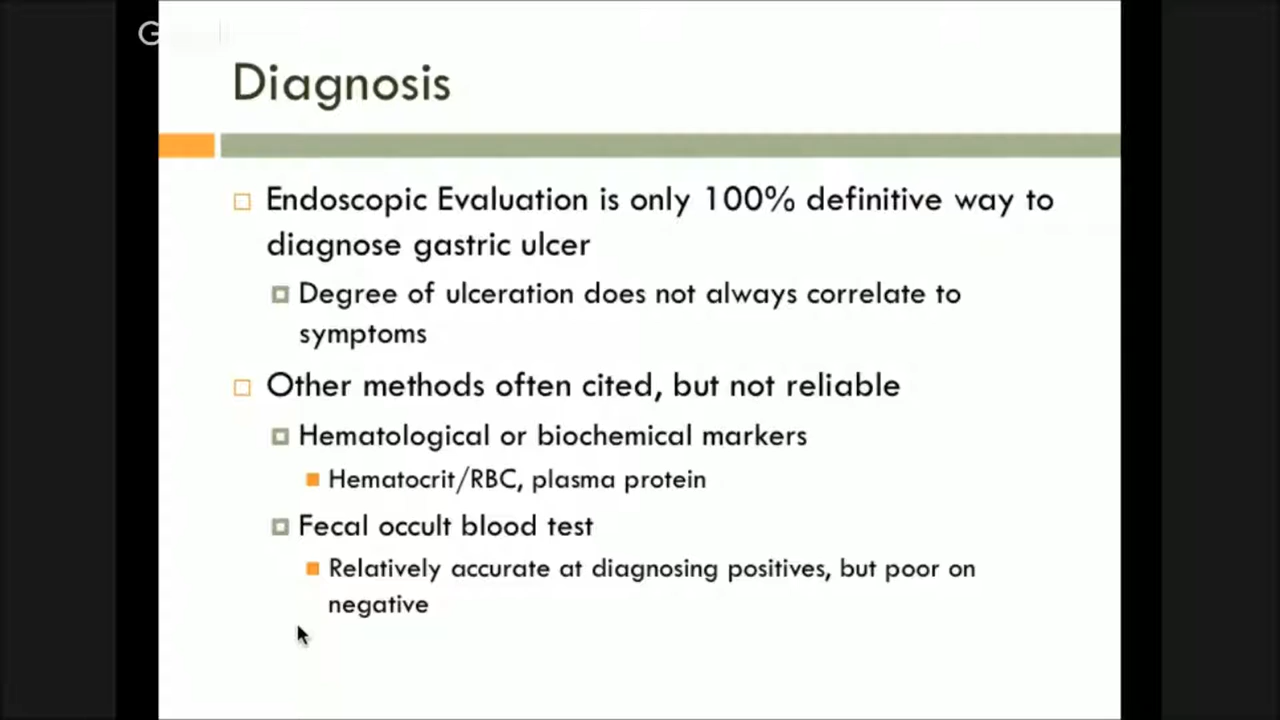 Diagnosis
Endoscopic Evaluation is only 100% definitive way to
diagnose gastric ulcer
Degree of ulceration does not always correlate to
symptoms
Other methods often cited, but not reliable
Hematological or biochemical markers
Hematocrit/RBC, plasma protein
Fecal occult blood test
Relatively accurate at diagnosing positives, but poor on
negative